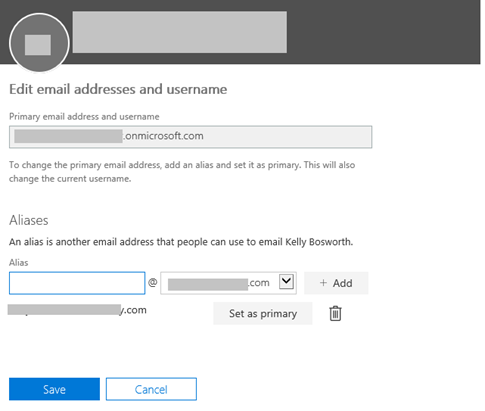 Edit email addresses and username
Primary email address and username
.onmicrosoft.com
To change the primary email address, add an alias and set it as primary. This will also
change the current username.
Aliases
An alias is another email address that people can use to email Kelly Bosworth.
Alias
@ .com + Add
y.com Set as primary
Save Cancel